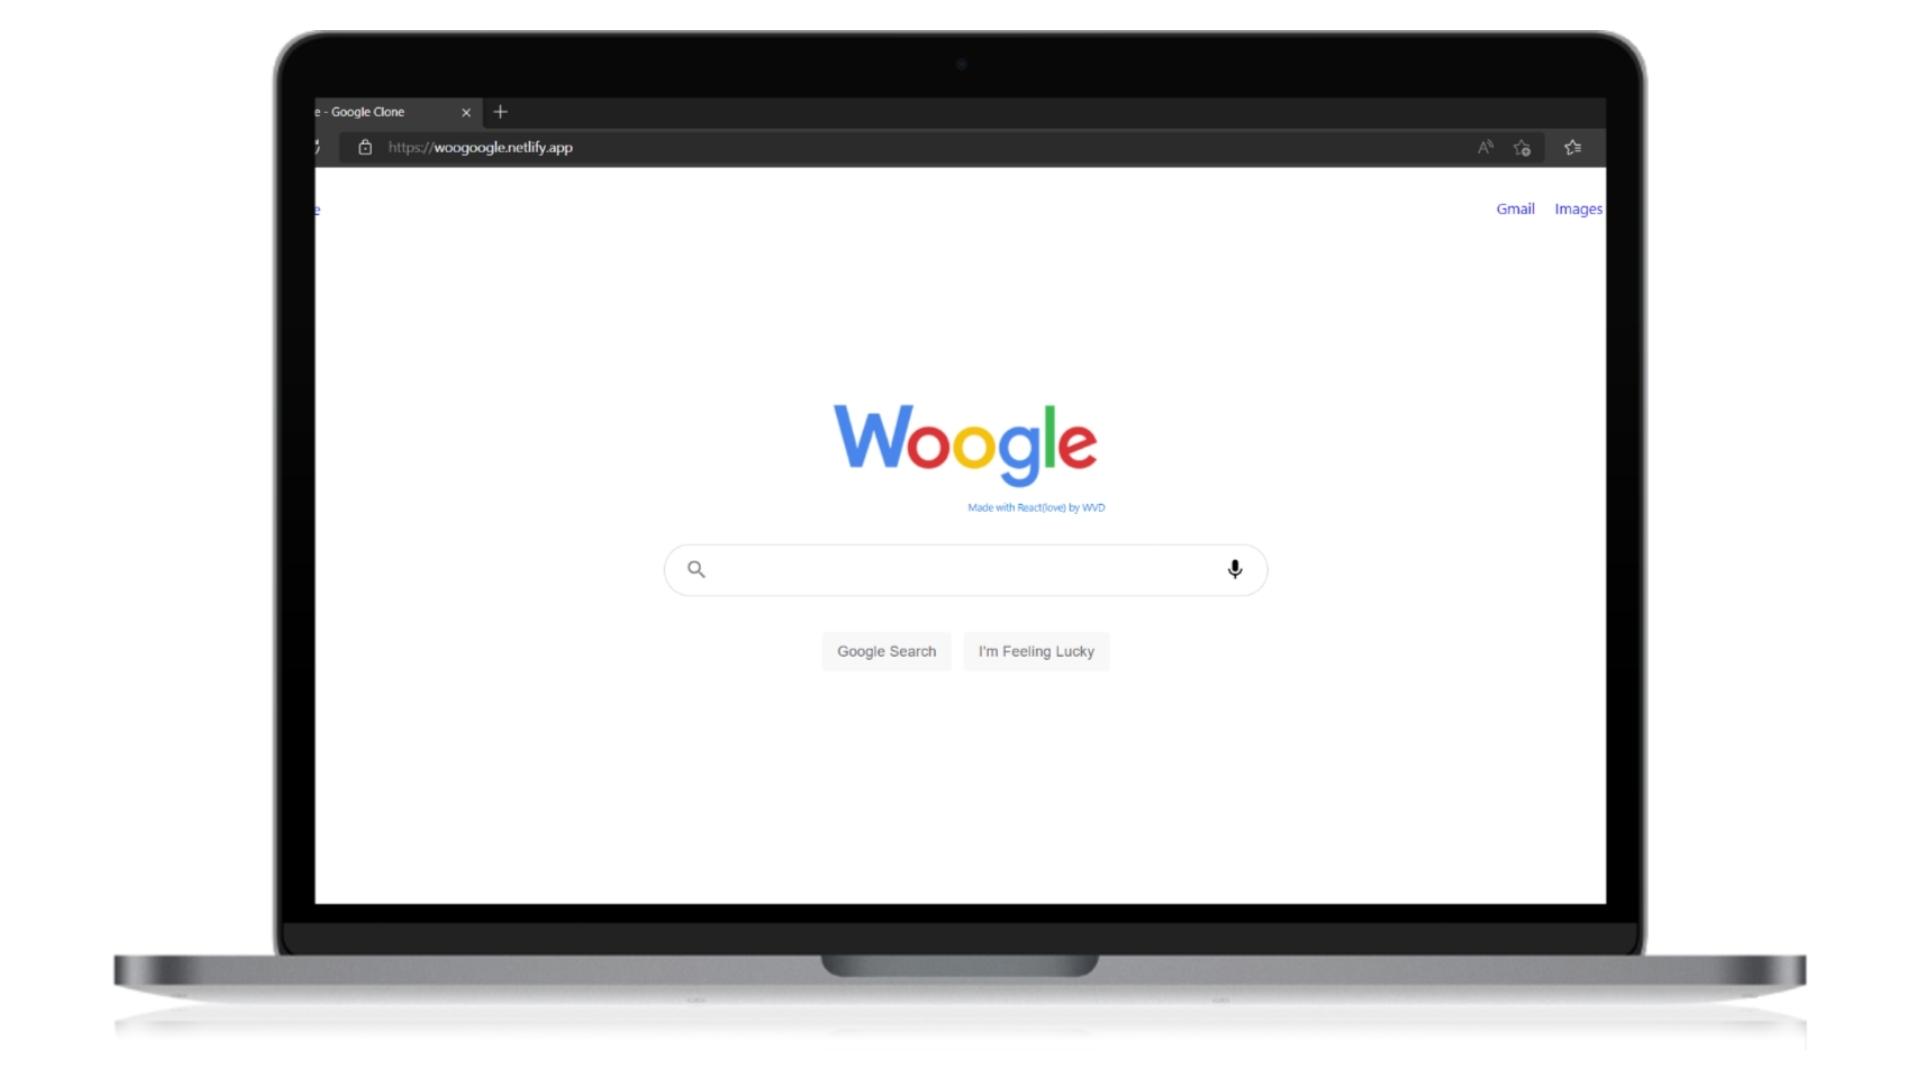 e - Google Clone
https://woogoogle.netlify.app
e
Gmail Images
Woogle
Made with React(love) by WVD
Google Search I'm Feeling Lucky